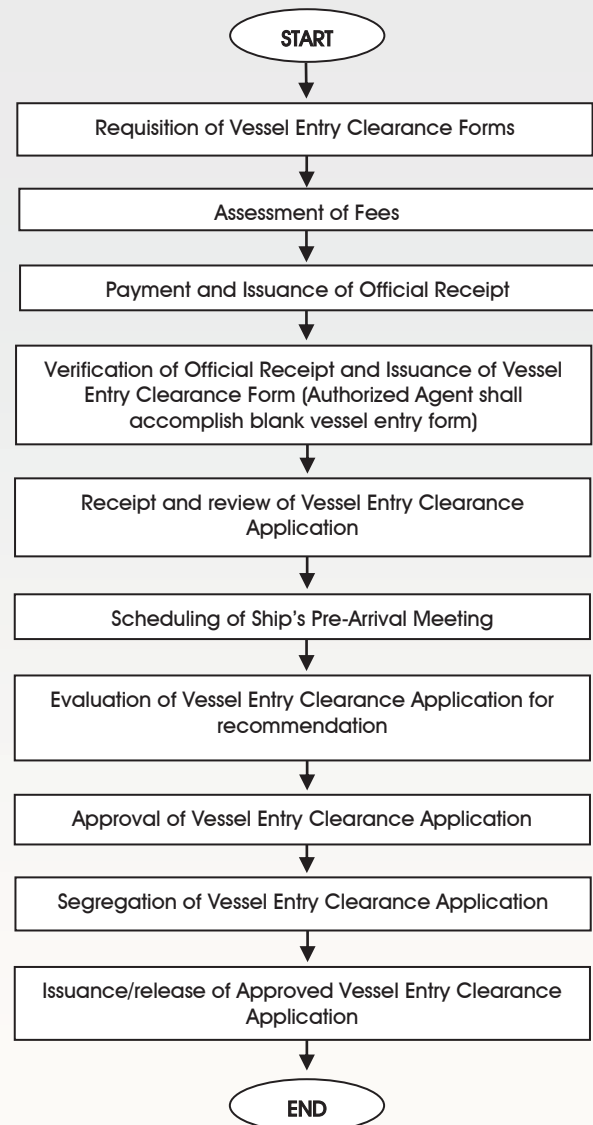 START
Requisition of Vessel Entry Clearance Forms
Assessment of Fees
Payment and Issuance of Official Receipt
Verification of Official Receipt and Issuance of Vessel
Entry Clearance Form (Authorized Agent shall
accomplish blank vessel entry form)
Receipt and review of Vessel Entry Clearance
Application
Scheduling of Ship's Pre-Arrival Meeting
Evaluation of Vessel Entry Clearance Application for
recommendation
Approval of Vessel Entry Clearance Application
Segregation of Vessel Entry Clearance Application
Issuance/release of Approved Vessel Entry Clearance
Application
END